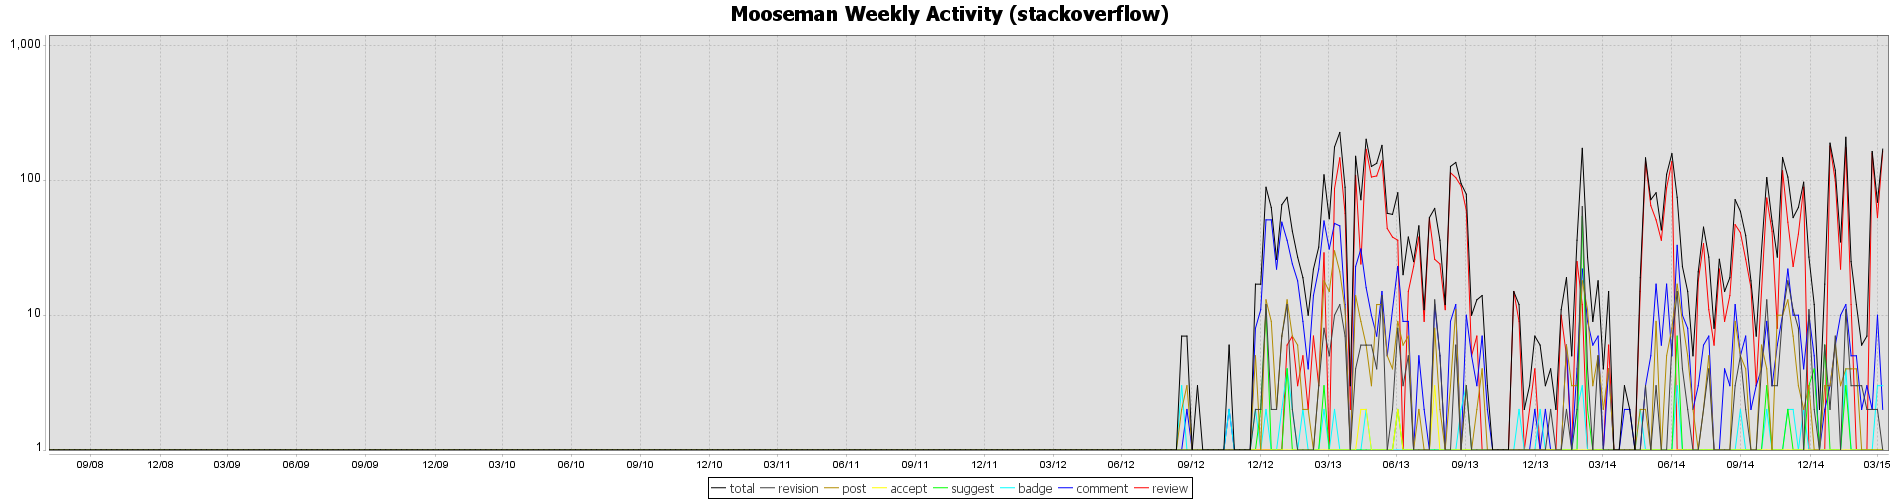 Mooseman Weekly Activity (stackoverflow)
1,000
100
10
1
09/08 12/08 03/09 06/09 09/09 12/09 03/10 06/10 09/10 12/10 03/11 06/11 09/11 12/11 03/12 06/12 09/12 12/12 03/13 06/13 09/13 12/13 03/14 06/14 09/14 12/14 03/15
total revision post accept suggest badge comment review